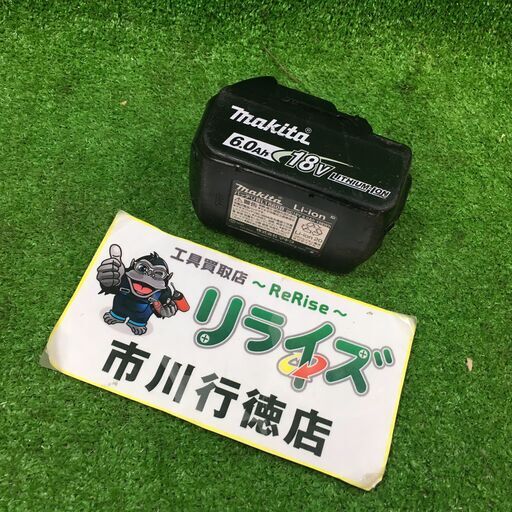 makita
6.0Ah 18V LITHIUM ION
makita Li-ion
工具買取店
～ReRise～
リライズ
市川行徳店